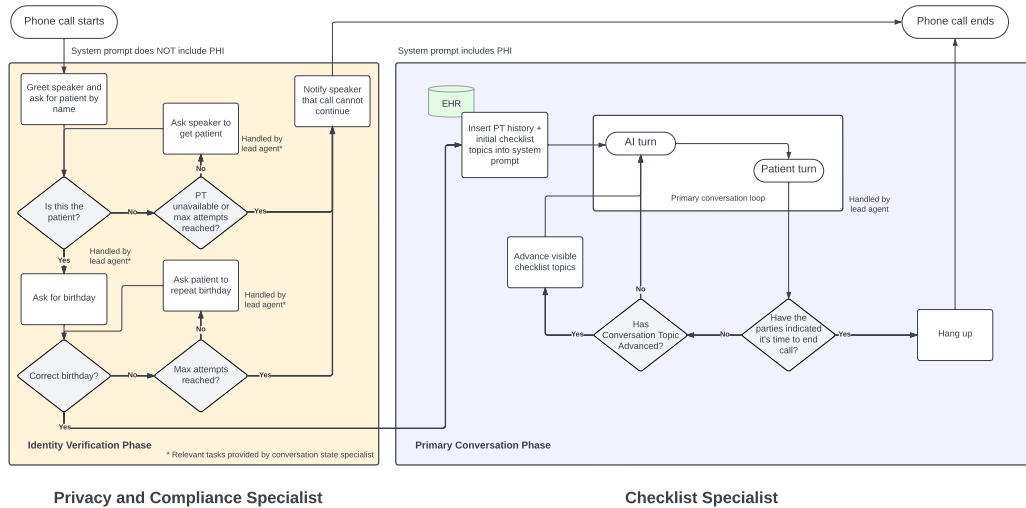 Phone call starts
Phone call ends
System prompt does NOT include PHI
System prompt includes PHI
Greet speaker and
ask for patient by
name
Notify speaker
that call cannot
continue
Ask speaker to
get patient
Handled by
lead agent*
No
Is this the
patient?
No
PT
unavailable or
max attempts
reached?
Yes
Yes
Handled by
lead agent*
Ask for birthday
Ask patient to
repeat birthday
Handled by
lead agent*
No
Correct birthday?
No
Max attempts
reached?
Yes
Yes
Identity Verification Phase
* Relevant tasks provided by conversation state specialist
EHR
Insert PT history +
initial checklist
topics into system
prompt
AI turn
Patient turn
Primary conversation loop
Handled by
lead agent
Advance visible
checklist topics
No
Yes
Has
Conversation Topic
Advanced?
No
Have the
parties indicated
it's time to end
call?
Yes
Hang up
Primary Conversation Phase
Privacy and Compliance Specialist
Checklist Specialist